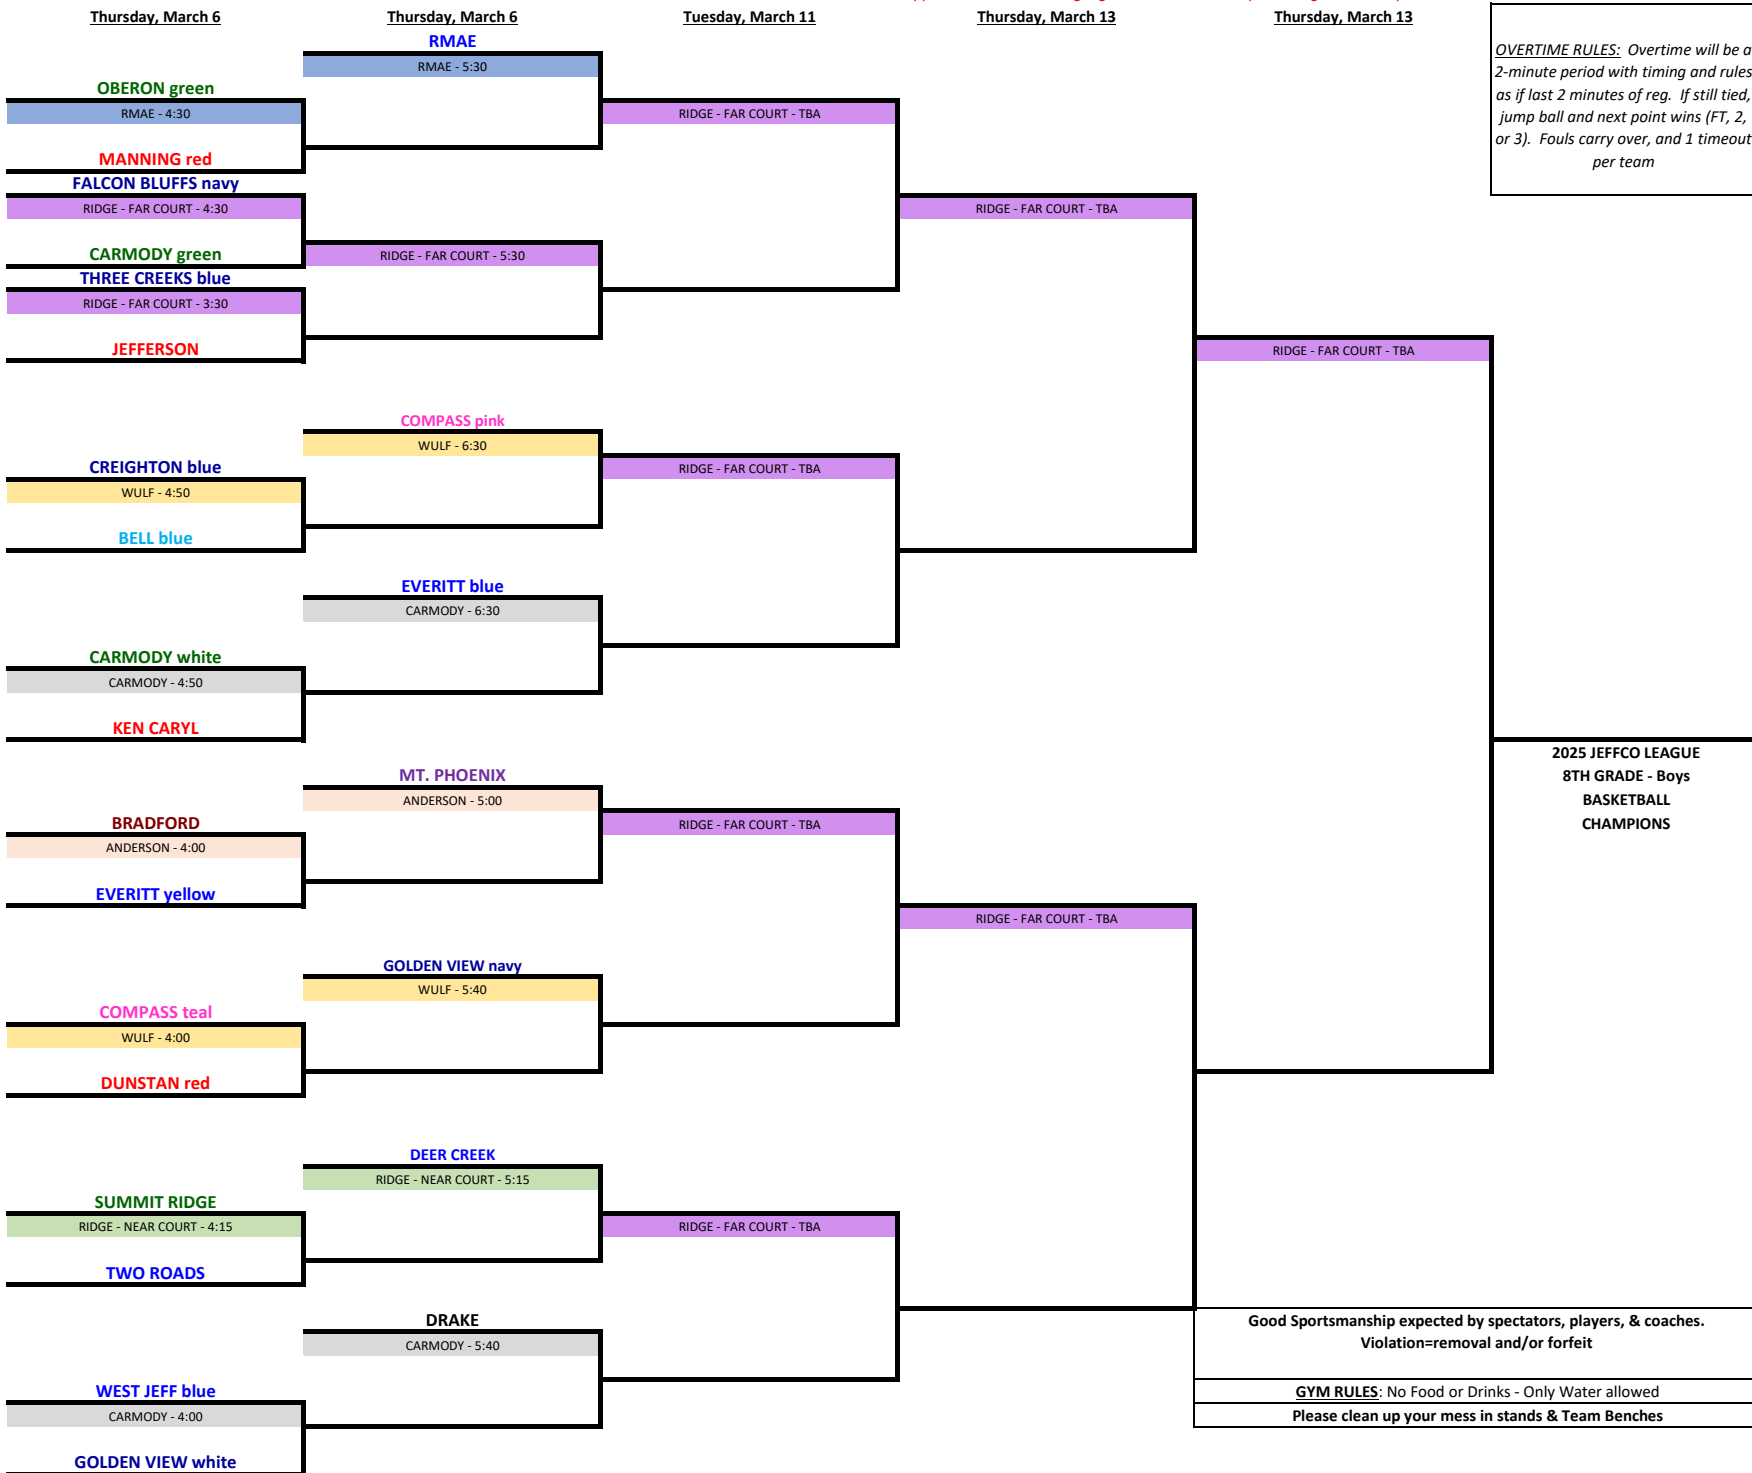 Thursday, March 6
Thursday, March 6
Tuesday, March 11
Thursday, March 13
Thursday, March 13
OVERTIME RULES: Overtime will be a
2-minute period with timing and rules
as if last 2 minutes of reg. If still tied,
jump ball and next point wins (FT, 2,
or 3). Fouls carry over, and 1 timeout
per team
RMAE
RMAE - 5:30
OBERON green
RMAE - 4:30
RIDGE - FAR COURT - TBA
MANNING red
FALCON BLUFFS navy
RIDGE - FAR COURT - 4:30
RIDGE - FAR COURT - TBA
CARMODY green
RIDGE - FAR COURT - 5:30
THREE CREEKS blue
RIDGE - FAR COURT - 3:30
JEFFERSON
RIDGE - FAR COURT - TBA
COMPASS pink
WULF - 6:30
CREIGHTON blue
RIDGE - FAR COURT - TBA
WULF - 4:50
BELL blue
EVERITT blue
CARMODY - 6:30
CARMODY white
CARMODY - 4:50
KEN CARYL
2025 JEFFCO LEAGUE
8TH GRADE - Boys
BASKETBALL
CHAMPIONS
MT. PHOENIX
ANDERSON - 5:00
BRADFORD
RIDGE - FAR COURT - TBA
ANDERSON - 4:00
EVERITT yellow
RIDGE - FAR COURT - TBA
GOLDEN VIEW navy
WULF - 5:40
COMPASS teal
WULF - 4:00
DUNSTAN red
DEER CREEK
RIDGE - NEAR COURT - 5:15
SUMMIT RIDGE
RIDGE - NEAR COURT - 4:15
RIDGE - FAR COURT - TBA
TWO ROADS
DRAKE
CARMODY - 5:40
Good Sportsmanship expected by spectators, players, & coaches.
Violation=removal and/or forfeit
WEST JEFF blue
GYM RULES: No Food or Drinks - Only Water allowed
CARMODY - 4:00
Please clean up your mess in stands & Team Benches
GOLDEN VIEW white